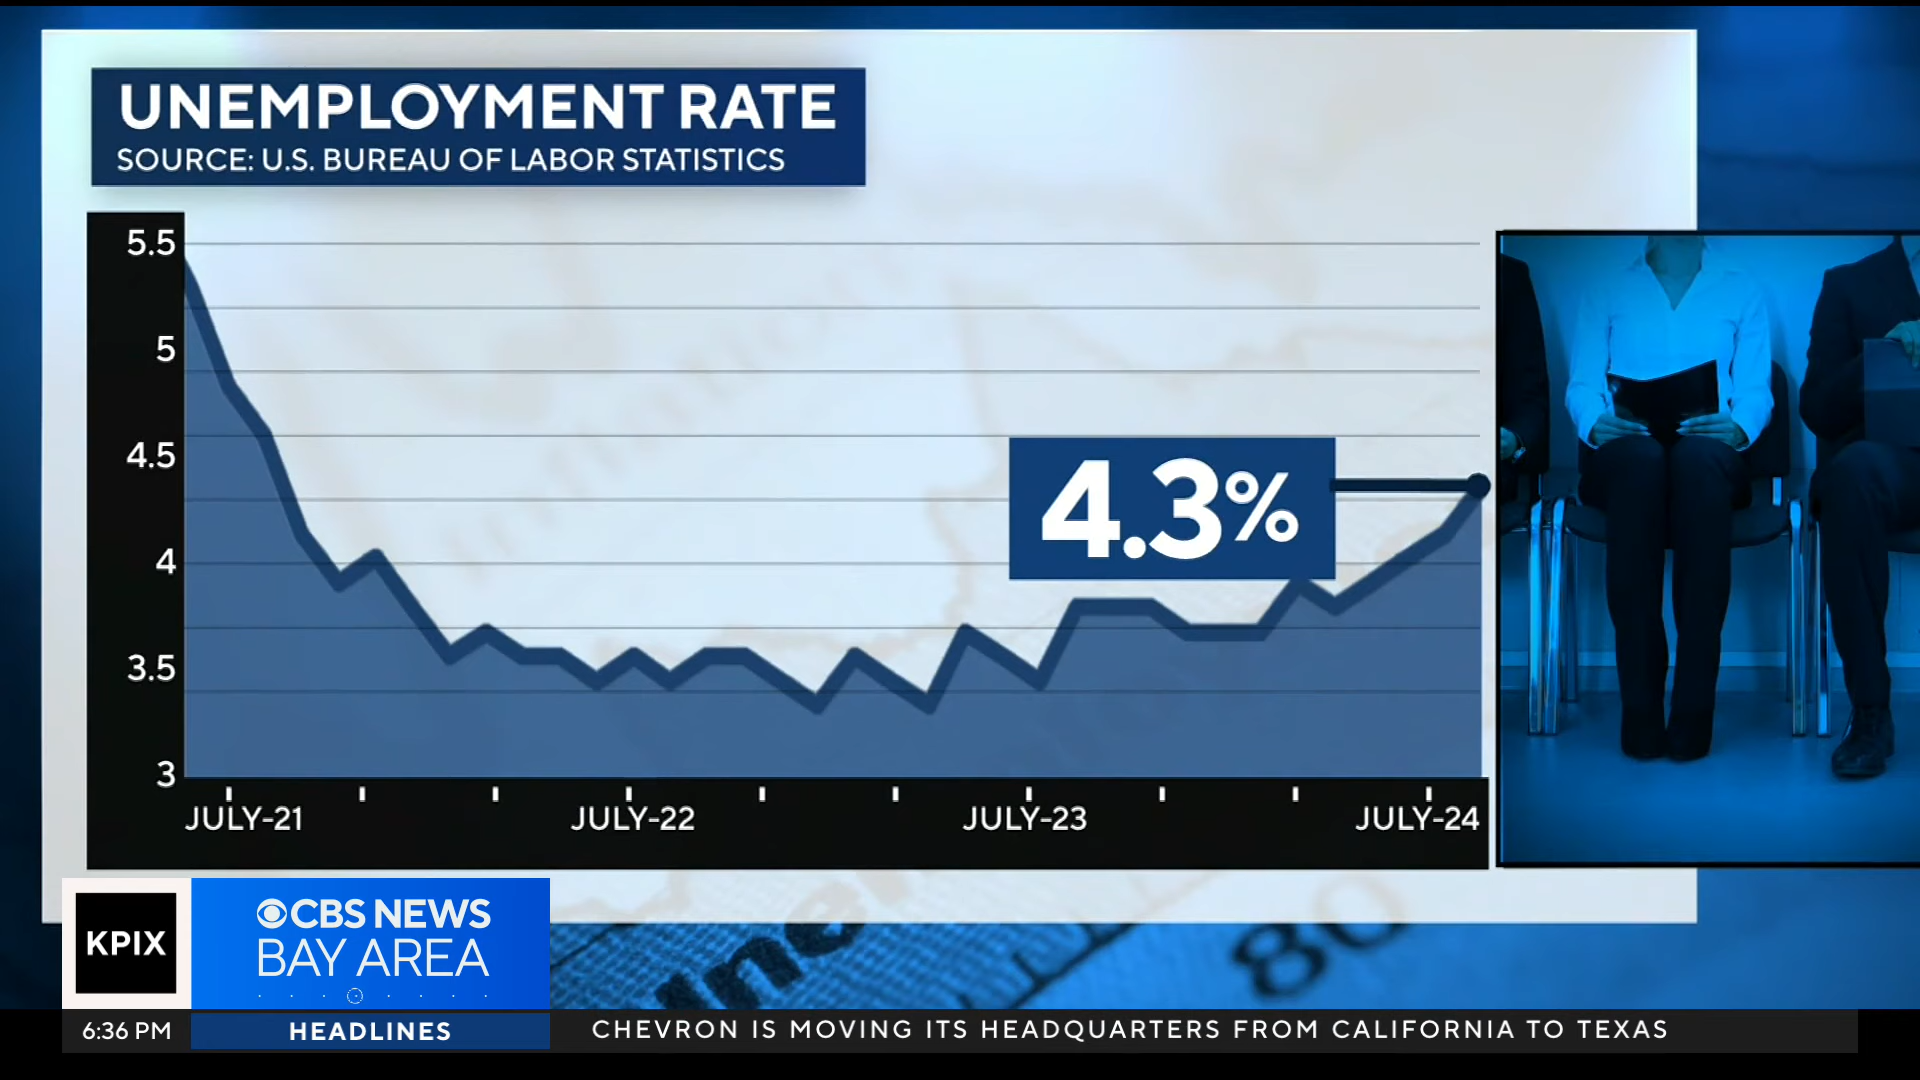 UNEMPLOYMENT RATE
SOURCE: U.S. BUREAU OF LABOR STATISTICS
5.5
5
4.5
4
3.5
3
4.3%
JULY-21
JULY-22
JULY-23
JULY-24
80
KPIX
CBS NEWS
BAY AREA
6:36 PM
HEADLINES
CHEVRON IS MOVING ITS HEADQUARTERS FROM CALIFORNIA TO TEXAS